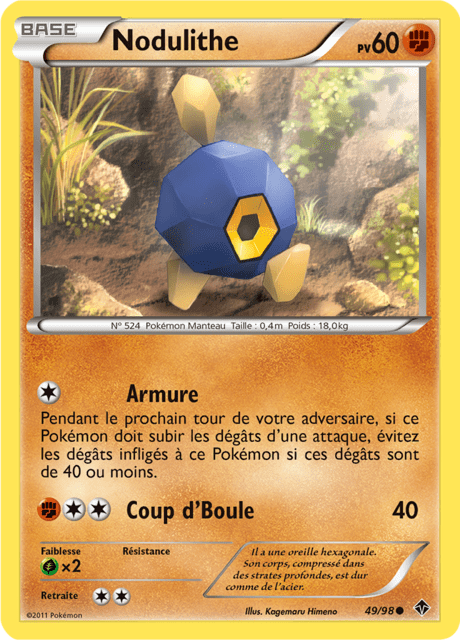 BASE Nodulithe PV60
N° 524 Pokémon Manteau Taille : 0,4m Poids : 18,0kg
Armure
Pendant le prochain tour de votre adversaire, si ce
Pokémon doit subir les dégâts d'une attaque, évitez
les dégâts infligés à ce Pokémon si ces dégâts sont
de 40 ou moins.
Coup d'Boule 40
Faiblesse Résistance
×2
Retraite
Il a une oreille hexagonale.
Son corps, compressé dans
des strates profondes, est dur
comme de l'acier.
©2011 Pokémon Illus. Kagemaru Himeno 49/98